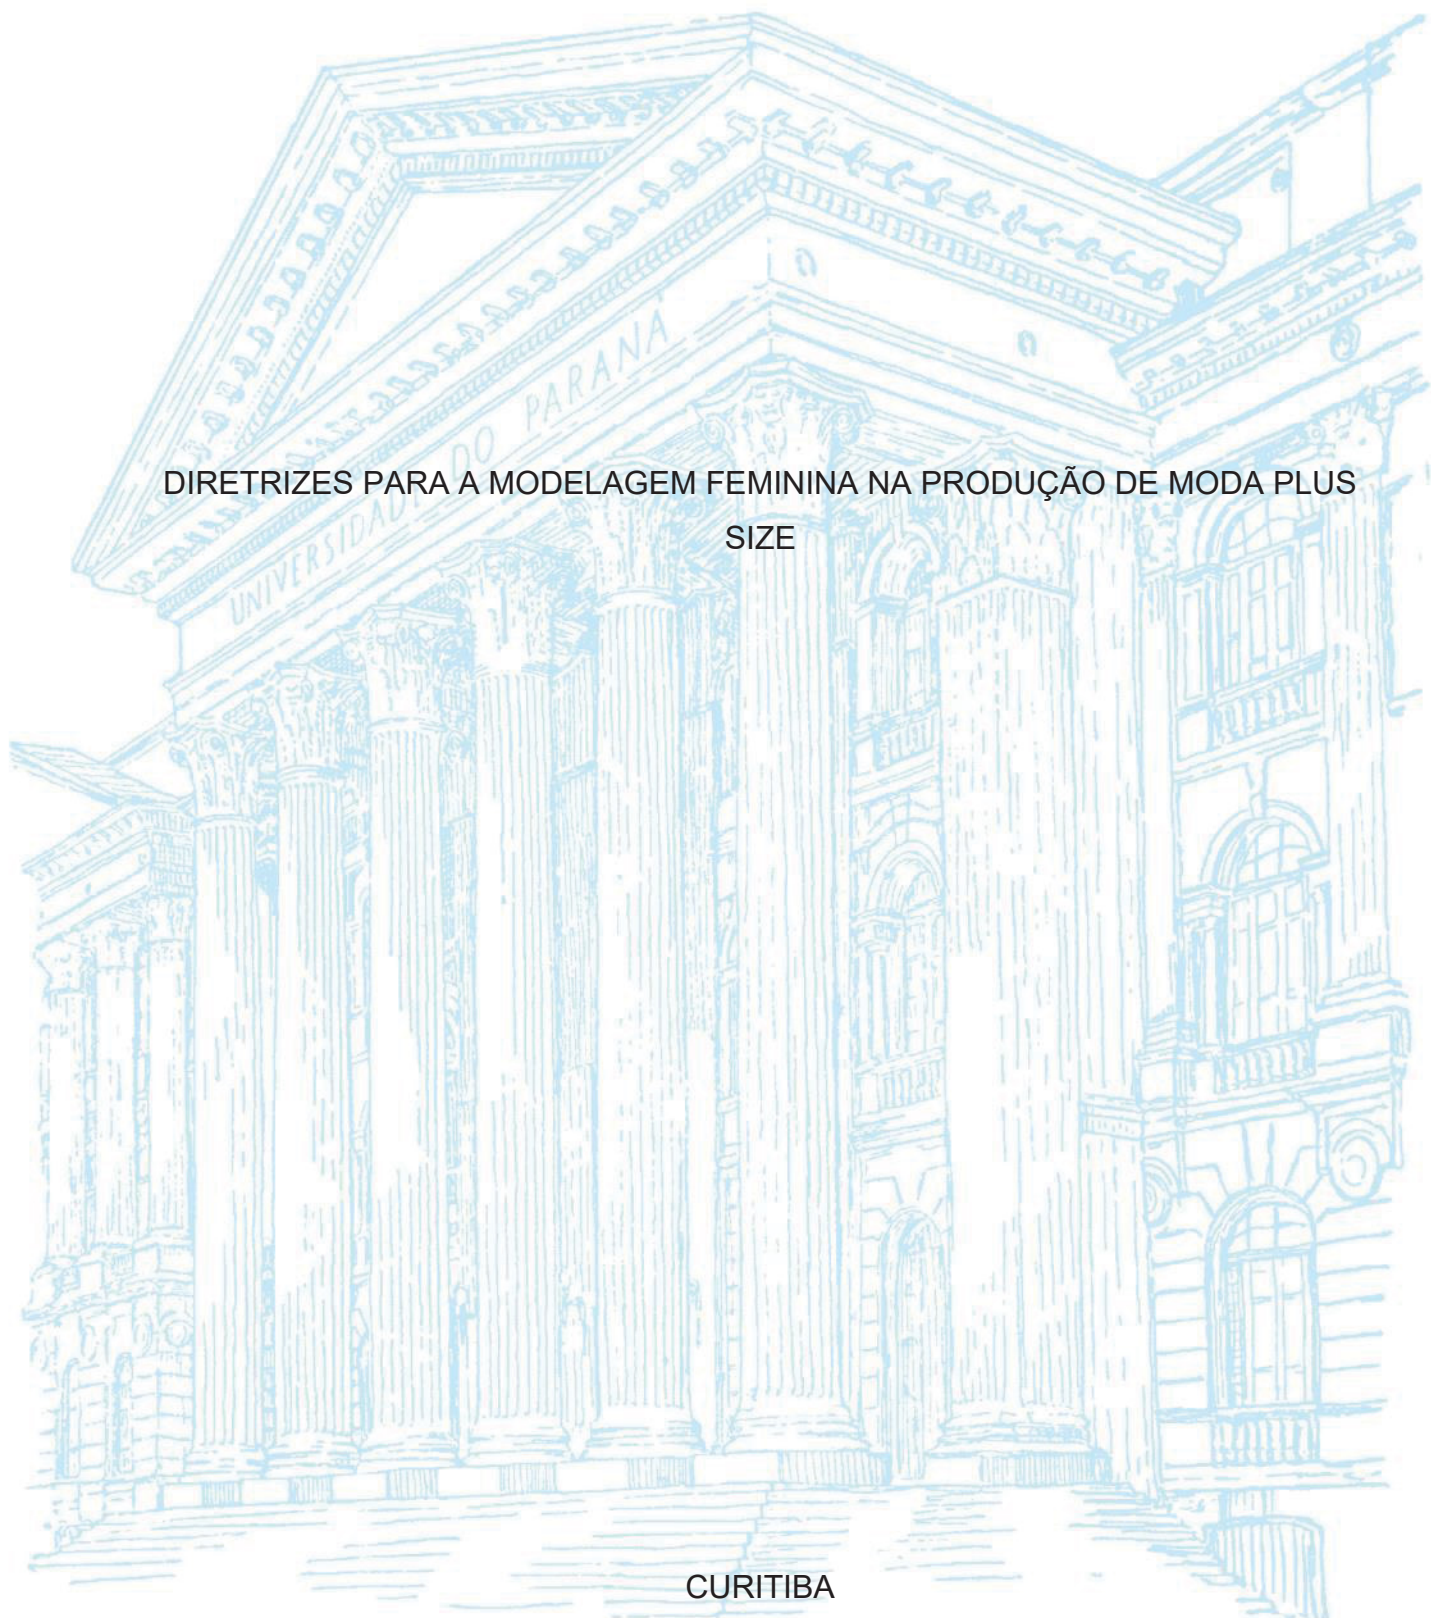 UNIVERSIDADE DO PARANÁ
DIRETRIZES PARA A MODELAGEM FEMININA NA PRODUÇÃO DE MODA PLUS
SIZE
CURITIBA